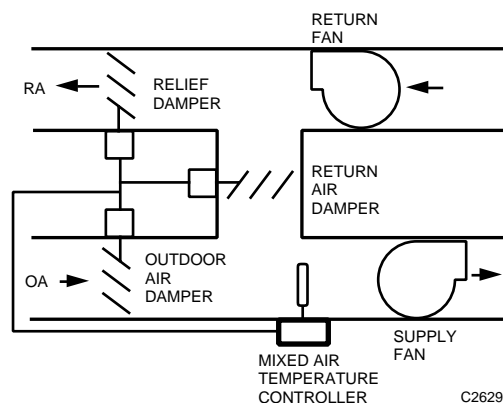 RETURN
FAN
RA
RELIEF
DAMPER
RETURN
AIR
DAMPER
OUTDOOR
AIR
DAMPER
OA
SUPPLY
FAN
MIXED AIR
TEMPERATURE
CONTROLLER
C2629